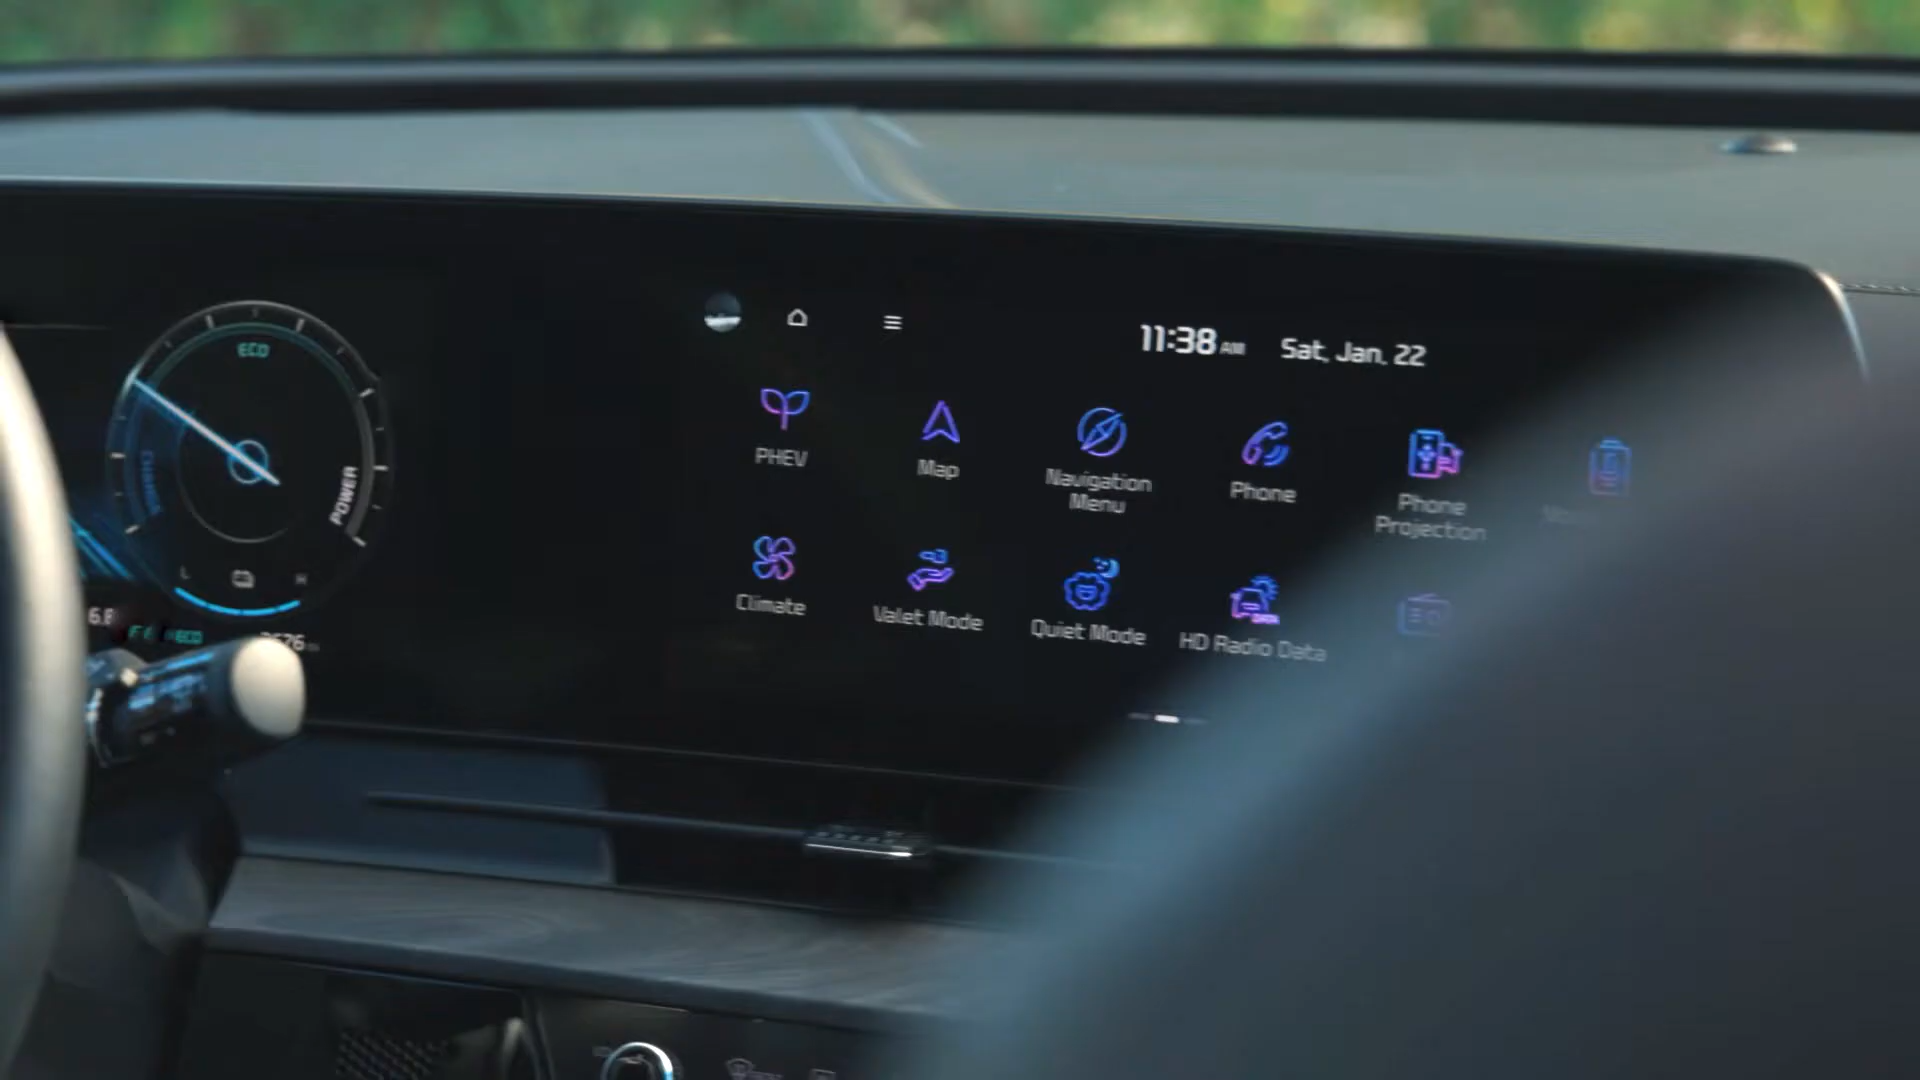 11:38 AM
Sat, Jan. 22
ECO
POWER
L
H
ECO
PHEV
Map
Navigation
Menu
Phone
Phone
Projection
Climate
Valet Mode
Quiet Mode
HD Radio Data